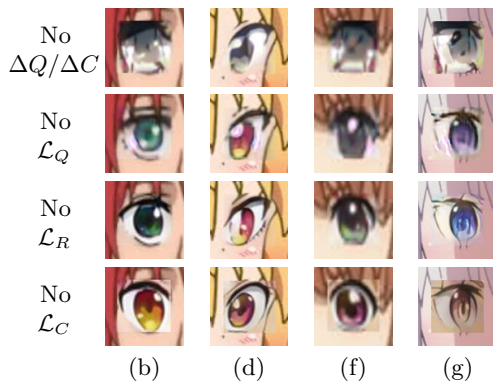 No
ΔQ/ΔC
No
ℒ_Q
No
ℒ_R
No
ℒ_C
(b) (d) (f) (g)